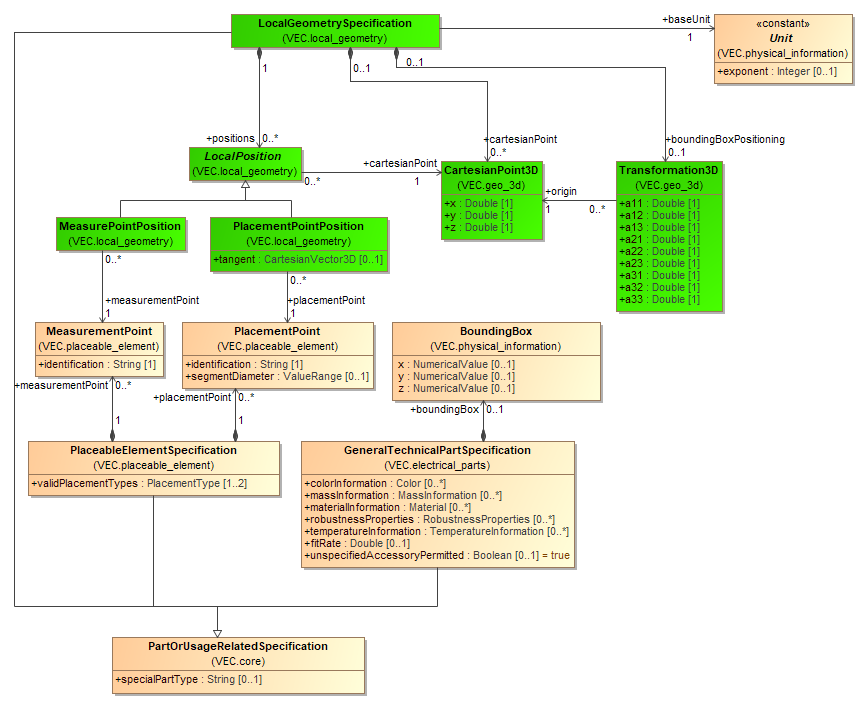 LocalGeometrySpecification
(VEC.local_geometry)
+baseUnit
1
«constant»
Unit
(VEC.physical_information)
+exponent : Integer [0..1]
1
0..1
0..1
+positions 0..*
+cartesianPoint
0..*
+boundingBoxPositioning
0..1
LocalPosition
(VEC.local_geometry)
0..*
+cartesianPoint
1
CartesianPoint3D
(VEC.geo_3d)
+x : Double [1]
+y : Double [1]
+z : Double [1]
+origin
1
0..*
Transformation3D
(VEC.geo_3d)
+a11 : Double [1]
+a12 : Double [1]
+a13 : Double [1]
+a21 : Double [1]
+a22 : Double [1]
+a23 : Double [1]
+a31 : Double [1]
+a32 : Double [1]
+a33 : Double [1]
MeasurePointPosition
(VEC.local_geometry)
PlacementPointPosition
(VEC.local_geometry)
+tangent : CartesianVector3D [0..1]
0..*
+measurementPoint
1
0..*
+placementPoint
1
MeasurementPoint
(VEC.placeable_element)
+identification : String [1]
PlacementPoint
(VEC.placeable_element)
+identification : String [1]
+segmentDiameter : ValueRange [0..1]
BoundingBox
(VEC.physical_information)
x : NumericalValue [0..1]
y : NumericalValue [0..1]
z : NumericalValue [0..1]
+measurementPoint 0..*
1
+placementPoint 0..*
1
+boundingBox 0..1
PlaceableElementSpecification
(VEC.placeable_element)
+validPlacementTypes : PlacementType [1..2]
GeneralTechnicalPartSpecification
(VEC.electrical_parts)
+colorInformation : Color [0..*]
+massInformation : MassInformation [0..*]
+materialInformation : Material [0..*]
+robustnessProperties : RobustnessProperties [0..*]
+temperatureInformation : TemperatureInformation [0..*]
+fitRate : Double [0..1]
+unspecifiedAccessoryPermitted : Boolean [0..1] = true
PartOrUsageRelatedSpecification
(VEC.core)
+specialPartType : String [0..1]